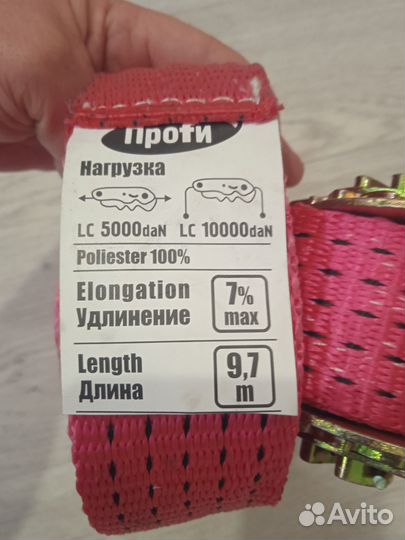 Профи
Нагрузка
LC 5000daN LC 10000daN
Poliester 100%
Elongation 7%
Удлинение max
Length 9,7
Длина m
Avito